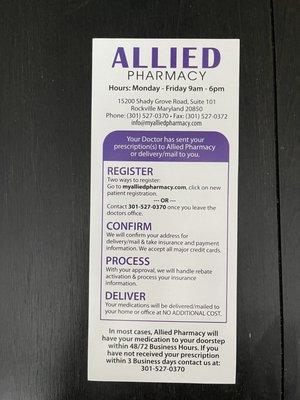 ALLIED
PHARMACY
Hours: Monday - Friday 9am - 6pm
15200 Shady Grove Road, Suite 101
Rockville Maryland 20850
Phone: (301) 527-0370 • Fax: (301) 527-0372
info@myalliedpharmacy.com
Your Doctor has sent your
prescription(s) to Allied Pharmacy
or delivery/mail to you.
REGISTER
Two ways to register:
Go to myalliedpharmacy.com, click on new
patient registration.
--- OR ---
Contact 301-527-0370 once you leave the
doctors office.
CONFIRM
We will confirm your address for
delivery/mail & take insurance and payment
information. We accept all major credit cards.
PROCESS
With your approval, we will handle rebate
activation & process your insurance
information.
DELIVER
Your medications will be delivered/mailed to
your home or office at NO ADDITIONAL COST.
In most cases, Allied Pharmacy will
have your medication to your doorstep
within 48/72 Business Hours. If you
have not received your prescription
within 3 Business days contact us at:
301-527-0370